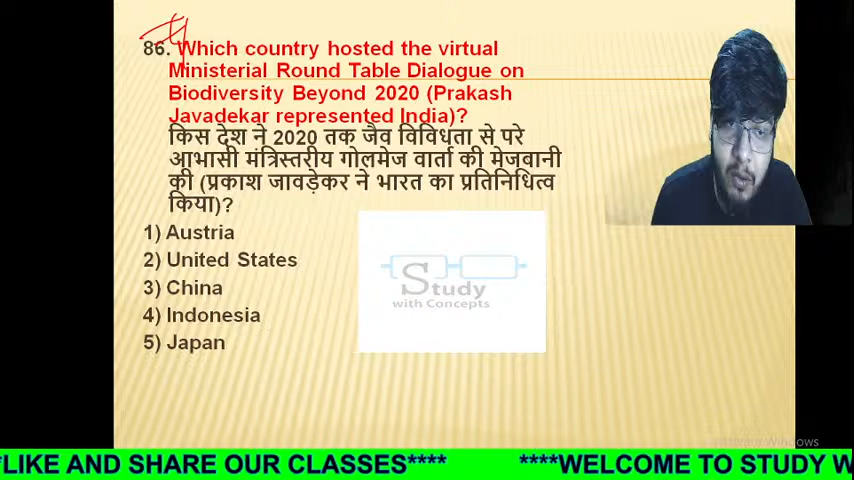 86. Which country hosted the virtual
Ministerial Round Table Dialogue on
Biodiversity Beyond 2020 (Prakash
Javadekar represented India)?
किस देश ने 2020 तक जैव विविधता से परे
आभासी मंत्रिस्तरीय गोलमेज वार्ता की मेजबानी
की (प्रकाश जावड़ेकर ने भारत का प्रतिनिधित्व
किया)?
1) Austria
2) United States
3) China
4) Indonesia
5) Japan
Study
with Concepts
*LIKE AND SHARE OUR CLASSES**** ****WELCOME TO STUDY W